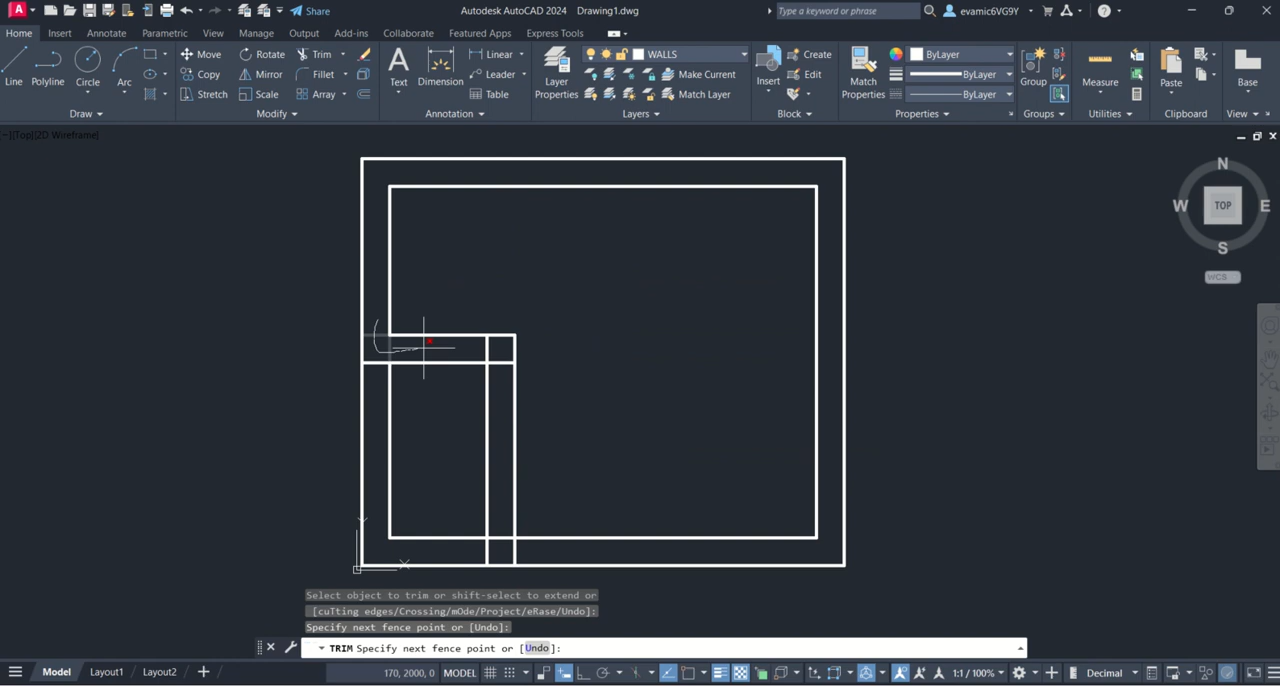 A Share Autodesk AutoCAD 2024 Drawing1.dwg Type a keyword or phrase evamic6VG9Y ?
Home Insert Annotate Parametric View Manage Output Add-ins Collaborate Featured Apps Express Tools
Move Rotate Trim Linear WALLS Create ByLayer
Line Polyline Circle Arc Copy Mirror Fillet Text Dimension Leader Layer Properties Make Current Insert Edit Match Properties ByLayer Group Measure Paste Base
Stretch Scale Array Table Match Layer ByLayer
Draw Modify Annotation Layers Block Properties Groups Utilities Clipboard View
[−][Top][2D Wireframe]
N
W TOP E
S
WCS
Y
X
Select object to trim or shift-select to extend or
[cuTting edges/Crossing/mOde/Project/eRase/Undo]:
Specify next fence point or [Undo]:
TRIM Specify next fence point or [Undo]:
Model Layout1 Layout2 + 170, 2000, 0 MODEL 1:1 / 100% Decimal